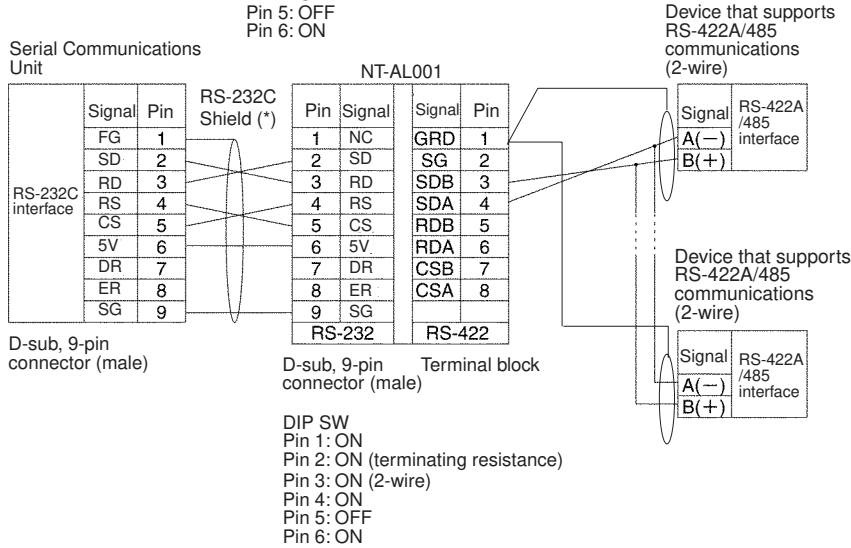 Pin 5: OFF
Pin 6: ON
Serial Communications
Unit
NT-AL001
Device that supports
RS-422A/485
communications
(2-wire)
RS-232C
Shield (*)
Signal Pin
Pin Signal
Signal Pin
Signal
RS-422A
/485
interface
A(−)
B(+)
RS-232C
interface
FG 1
SD 2
RD 3
RS 4
CS 5
5V 6
DR 7
ER 8
SG 9
1 NC
2 SD
3 RD
4 RS
5 CS
6 5V
7 DR
8 ER
9 SG
RS-232
GRD 1
SG 2
SDB 3
SDA 4
RDB 5
RDA 6
CSB 7
CSA 8
RS-422
Device that supports
RS-422A/485
communications
(2-wire)
Signal
RS-422A
/485
interface
A(−)
B(+)
D-sub, 9-pin
connector (male)
D-sub, 9-pin
connector (male)
Terminal block
DIP SW
Pin 1: ON
Pin 2: ON (terminating resistance)
Pin 3: ON (2-wire)
Pin 4: ON
Pin 5: OFF
Pin 6: ON